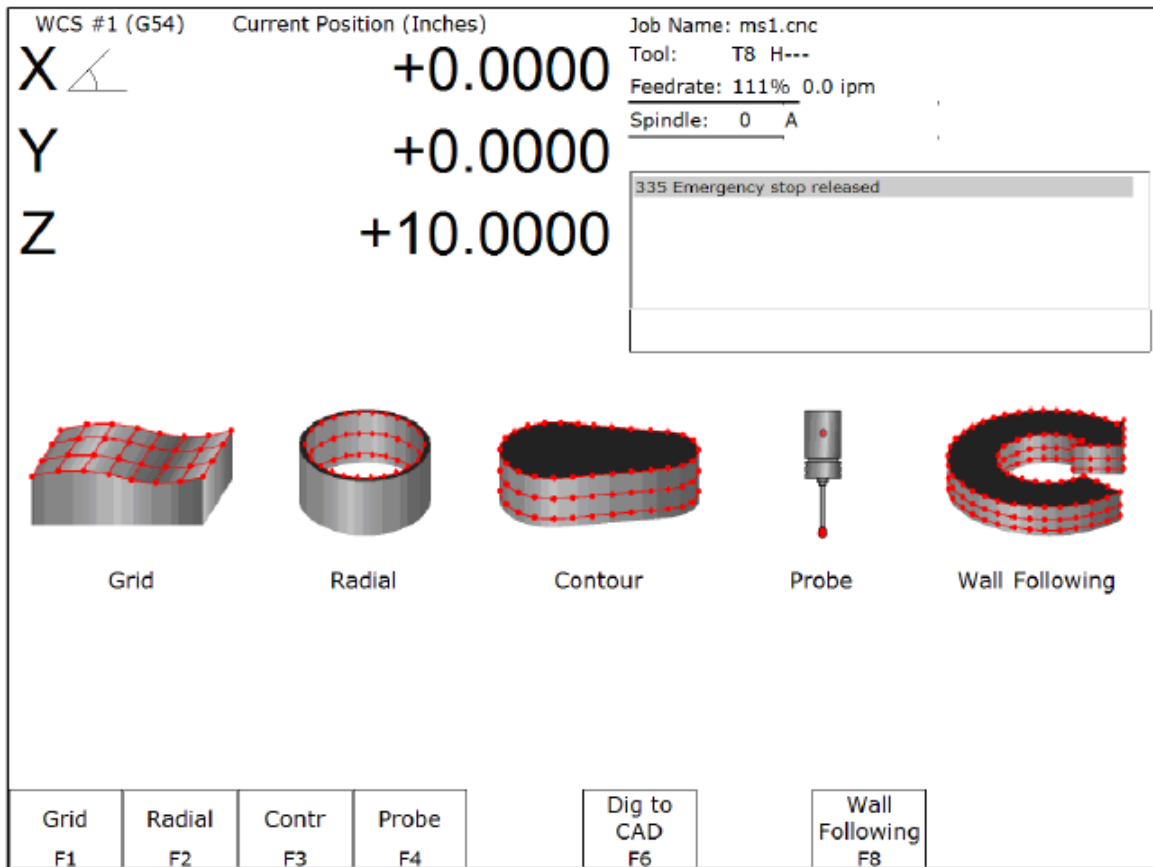 WCS #1 (G54) Current Position (Inches)
X +0.0000
Y +0.0000
Z +10.0000
Job Name: ms1.cnc
Tool: T8 H---
Feedrate: 111% 0.0 ipm
Spindle: 0 A
335 Emergency stop released
Grid Radial Contour Probe Wall Following
Grid
F1
Radial
F2
Contr
F3
Probe
F4
Dig to
CAD
F6
Wall
Following
F8